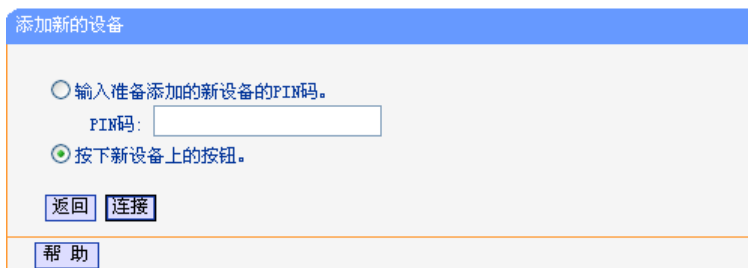 添加新的设备
输入准备添加的新设备的PIN码。
PIN码:
按下新设备上的按钮。
返回 连接
帮 助